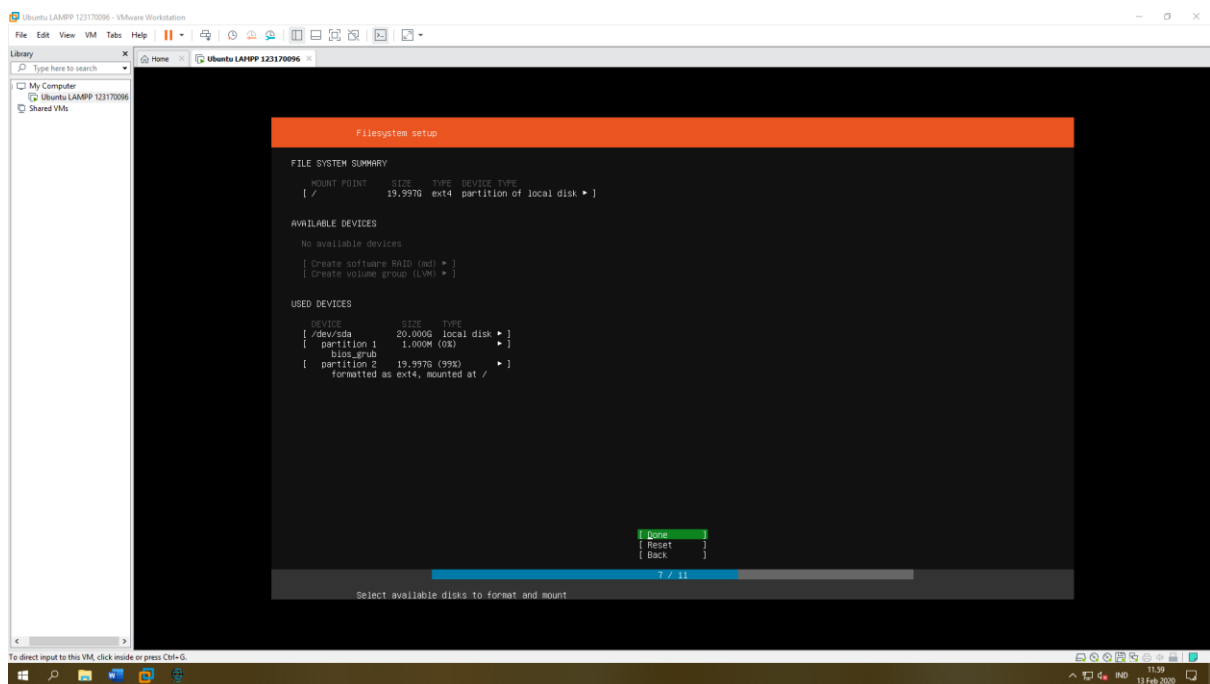 Ubuntu LAMPP 123170096 - VMware Workstation
File Edit View VM Tabs Help
Library
Type here to search
My Computer
Ubuntu LAMPP 123170096
Shared VMs
Home
Ubuntu LAMPP 123170096
Filesystem setup
FILE SYSTEM SUMMARY
MOUNT POINT SIZE TYPE DEVICE TYPE
[ / 19.997G ext4 partition of local disk ▸ ]
AVAILABLE DEVICES
No available devices
[ Create software RAID (md) ▸ ]
[ Create volume group (LVM) ▸ ]
USED DEVICES
DEVICE SIZE TYPE
[ /dev/sda 20.000G local disk ▸ ]
[ partition 1 1.000M (0%) ▸ ]
bios_grub
[ partition 2 19.997G (99%) ▸ ]
formatted as ext4, mounted at /
[ Done ]
[ Reset ]
[ Back ]
7 / 11
Select available disks to format and mount
To direct input to this VM, click inside or press Ctrl+G.
IND
11.59
13 Feb 2020